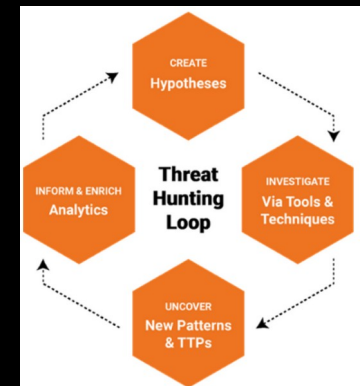 CREATE
Hypotheses
Threat
Hunting
Loop
INVESTIGATE
Via Tools &
Techniques
UNCOVER
New Patterns
& TTPs
INFORM & ENRICH
Analytics